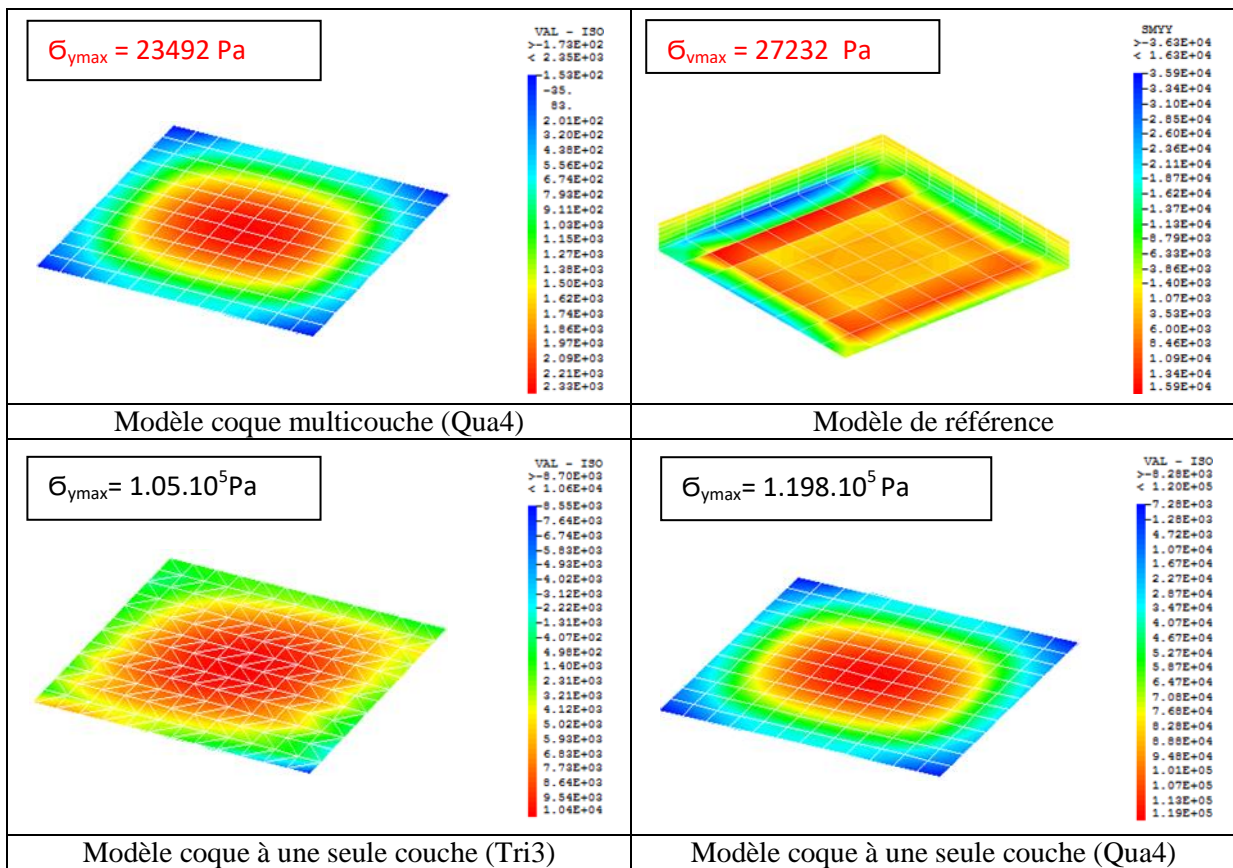 Ϭymax = 23492 Pa
VAL - ISO
>-1.73E+02
< 2.35E+03
-1.53E+02
-35.
83.
2.01E+02
3.20E+02
4.38E+02
5.56E+02
6.74E+02
7.93E+02
9.11E+02
1.03E+03
1.15E+03
1.27E+03
1.38E+03
1.50E+03
1.62E+03
1.74E+03
1.86E+03
1.97E+03
2.09E+03
2.21E+03
2.33E+03
Modèle coque multicouche (Qua4)
Ϭvmax = 27232 Pa
SMYY
>-3.63E+04
< 1.63E+04
-3.59E+04
-3.34E+04
-3.10E+04
-2.85E+04
-2.60E+04
-2.36E+04
-2.11E+04
-1.87E+04
-1.62E+04
-1.37E+04
-1.13E+04
-8.79E+03
-6.33E+03
-3.86E+03
-1.40E+03
1.07E+03
3.53E+03
6.00E+03
8.46E+03
1.09E+04
1.34E+04
1.59E+04
Modèle de référence
Ϭymax= 1.05.10⁵Pa
VAL - ISO
>-8.70E+03
< 1.06E+04
-8.55E+03
-7.64E+03
-6.74E+03
-5.83E+03
-4.93E+03
-4.02E+03
-3.12E+03
-2.22E+03
-1.31E+03
-4.07E+02
4.98E+02
1.40E+03
2.31E+03
3.21E+03
4.12E+03
5.02E+03
5.93E+03
6.83E+03
7.73E+03
8.64E+03
9.54E+03
1.04E+04
Modèle coque à une seule couche (Tri3)
Ϭymax= 1.198.10⁵ Pa
VAL - ISO
>-8.28E+03
< 1.20E+05
-7.28E+03
-1.28E+03
4.72E+03
1.07E+04
1.67E+04
2.27E+04
2.87E+04
3.47E+04
4.07E+04
4.67E+04
5.27E+04
5.87E+04
6.47E+04
7.08E+04
7.68E+04
8.28E+04
8.88E+04
9.48E+04
1.01E+05
1.07E+05
1.13E+05
1.19E+05
Modèle coque à une seule couche (Qua4)